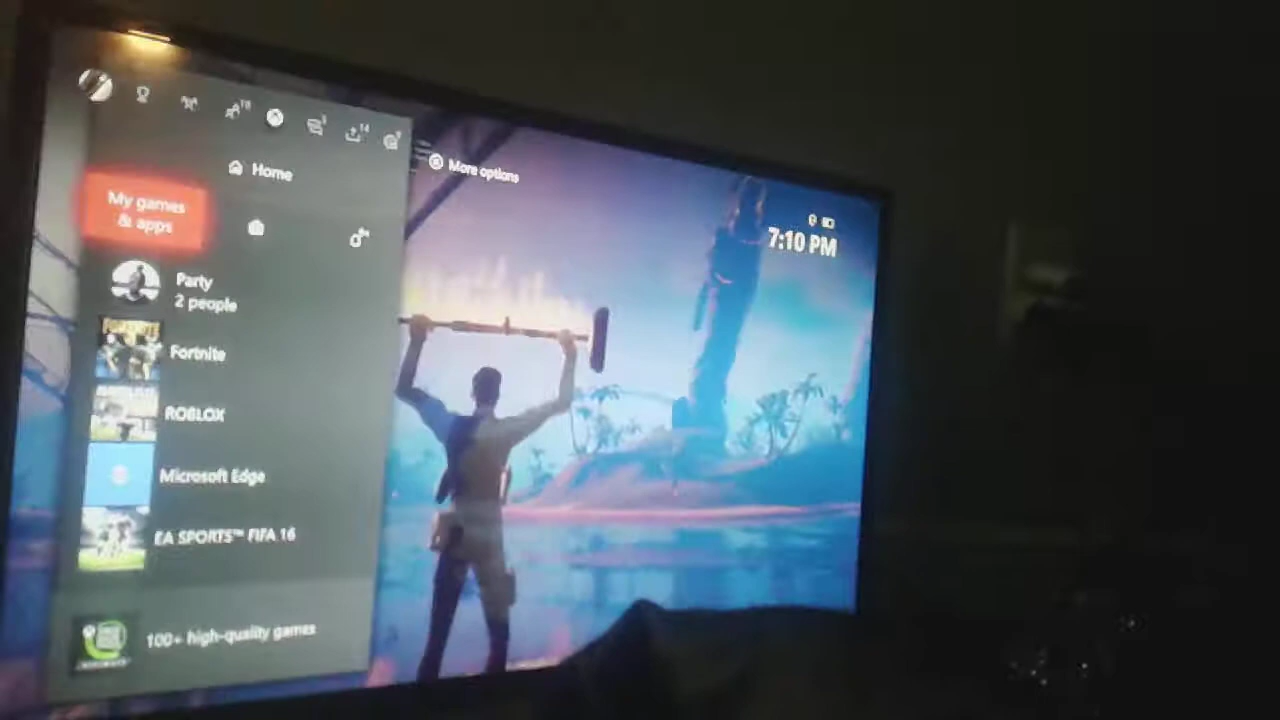 Home
More options
My games
& apps
7:10 PM
Party
2 people
FORTNITE
Fortnite
ROBLOX
Microsoft Edge
EA SPORTS™ FIFA 16
100+ high-quality games